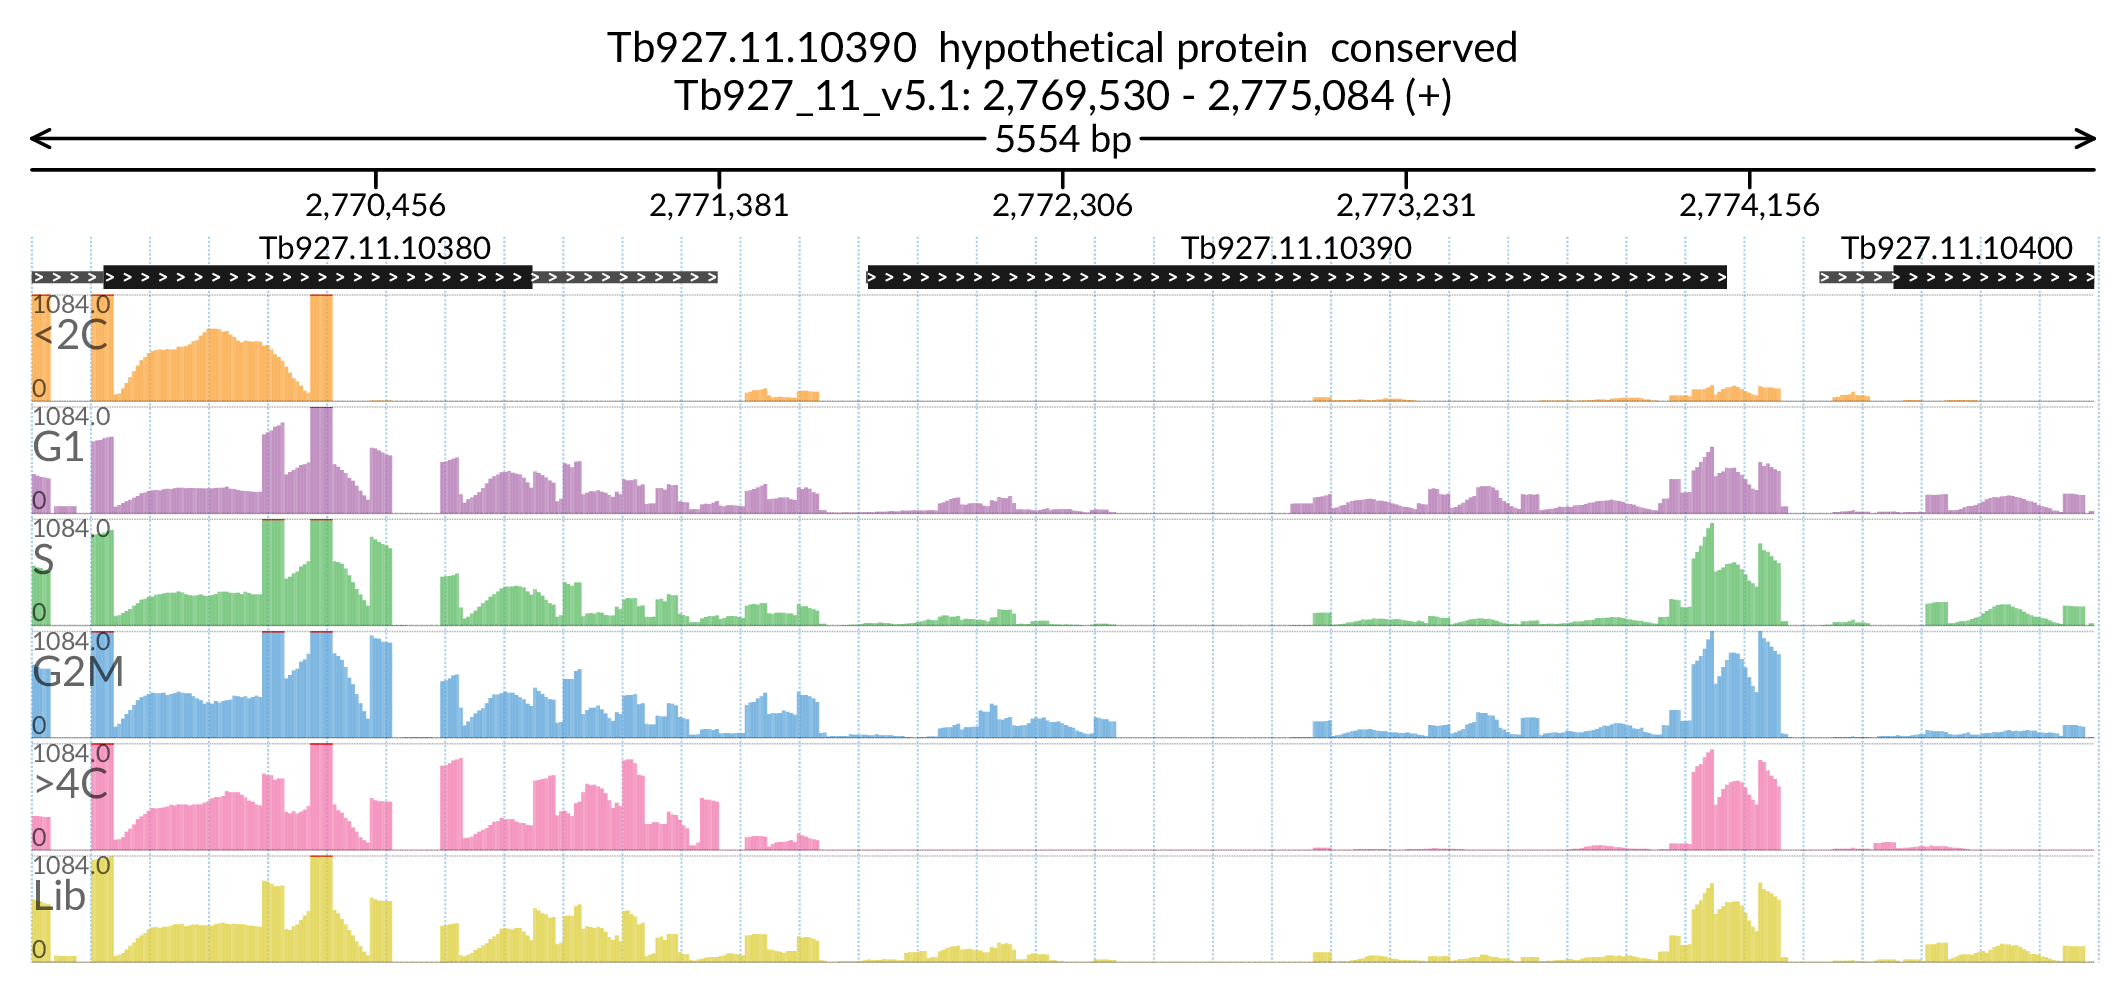 Tb927.11.10390 hypothetical protein conserved
Tb927_11_v5.1: 2,769,530 - 2,775,084 (+)
5554 bp
2,770,456 2,771,381 2,772,306 2,773,231 2,774,156
Tb927.11.10380 Tb927.11.10390 Tb927.11.10400
1084.0
<2C
0
1084.0
G1
0
1084.0
S
0
1084.0
G2M
0
1084.0
>4C
0
1084.0
Lib
0